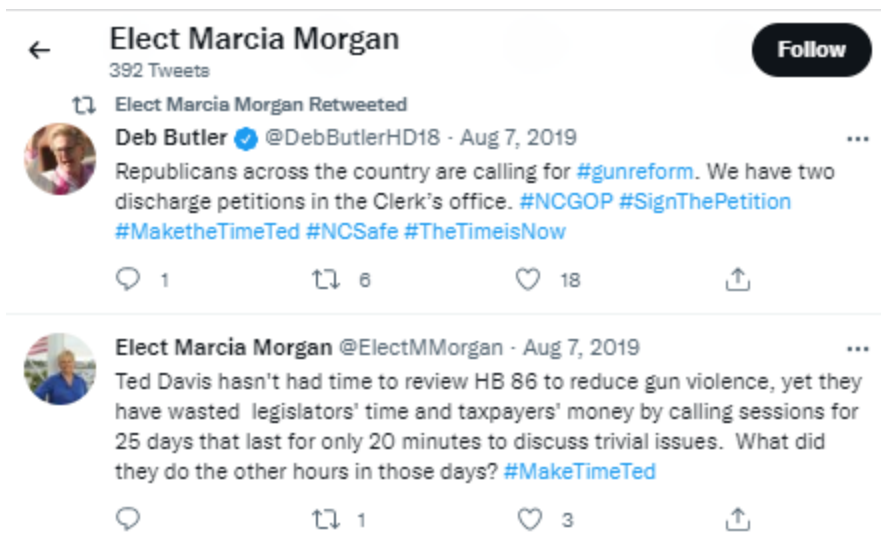 Elect Marcia Morgan
392 Tweets
Follow
Elect Marcia Morgan Retweeted
Deb Butler @DebButlerHD18 · Aug 7, 2019
Republicans across the country are calling for #gunreform. We have two
discharge petitions in the Clerk's office. #NCGOP #SignThePetition
#MaketheTimeTed #NCSafe #TheTimeisNow
1 6 18
Elect Marcia Morgan @ElectMMorgan · Aug 7, 2019
Ted Davis hasn't had time to review HB 86 to reduce gun violence, yet they
have wasted  legislators' time and taxpayers' money by calling sessions for
25 days that last for only 20 minutes to discuss trivial issues.  What did
they do the other hours in those days? #MakeTimeTed
1 3